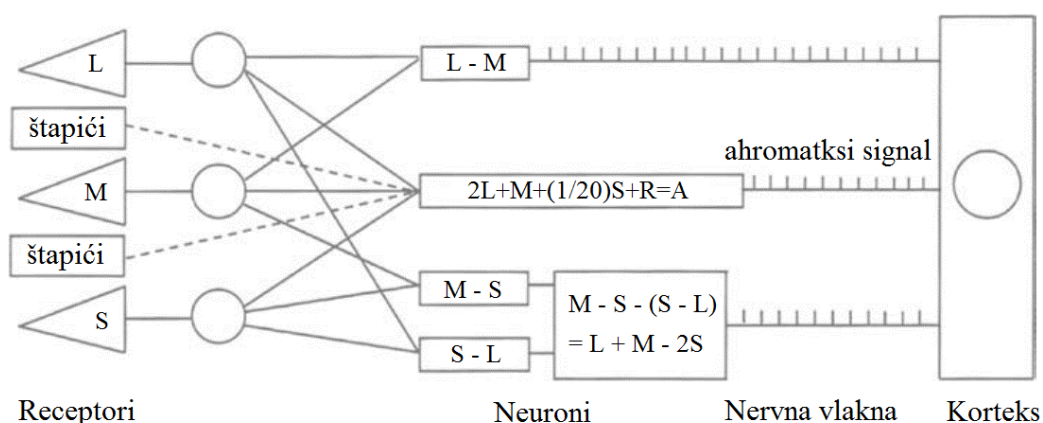 L
L - M
štapići
ahromatksi signal
M
2L+M+(1/20)S+R=A
štapići
M - S
M - S - (S - L)
= L + M - 2S
S
S - L
Receptori
Neuroni
Nervna vlakna
Korteks